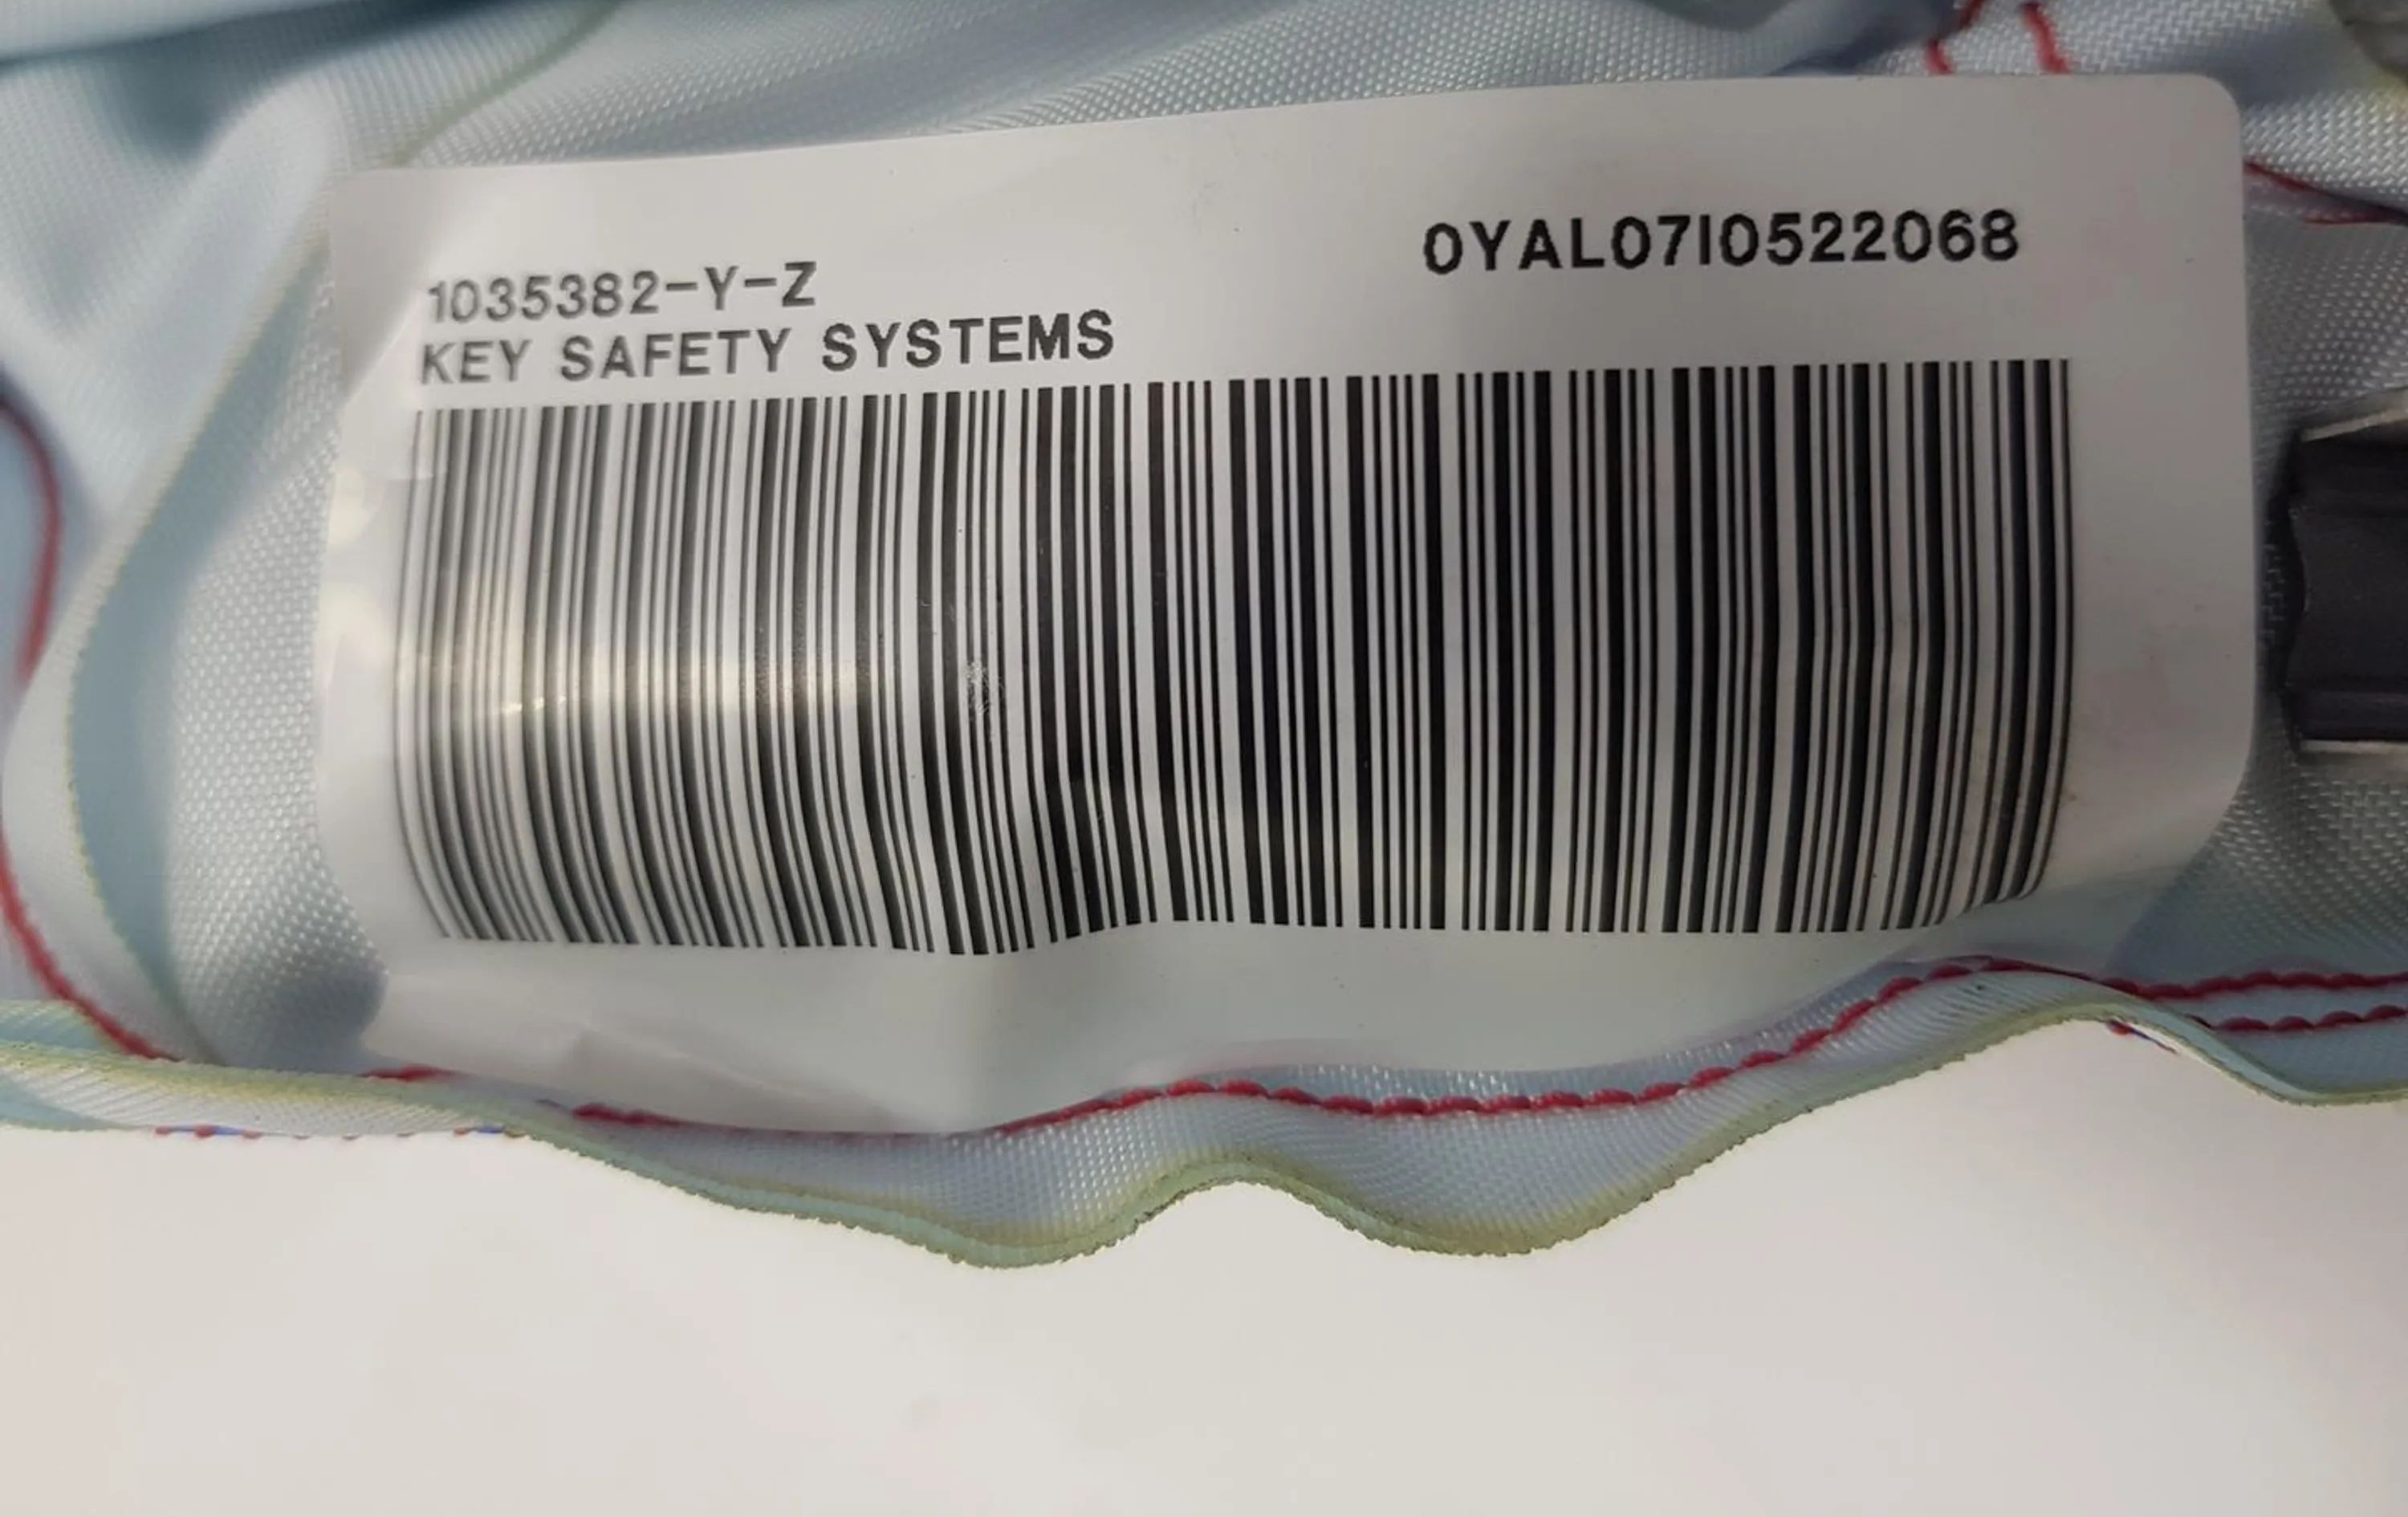 0YAL07I0522068
1035382-Y-Z
KEY SAFETY SYSTEMS